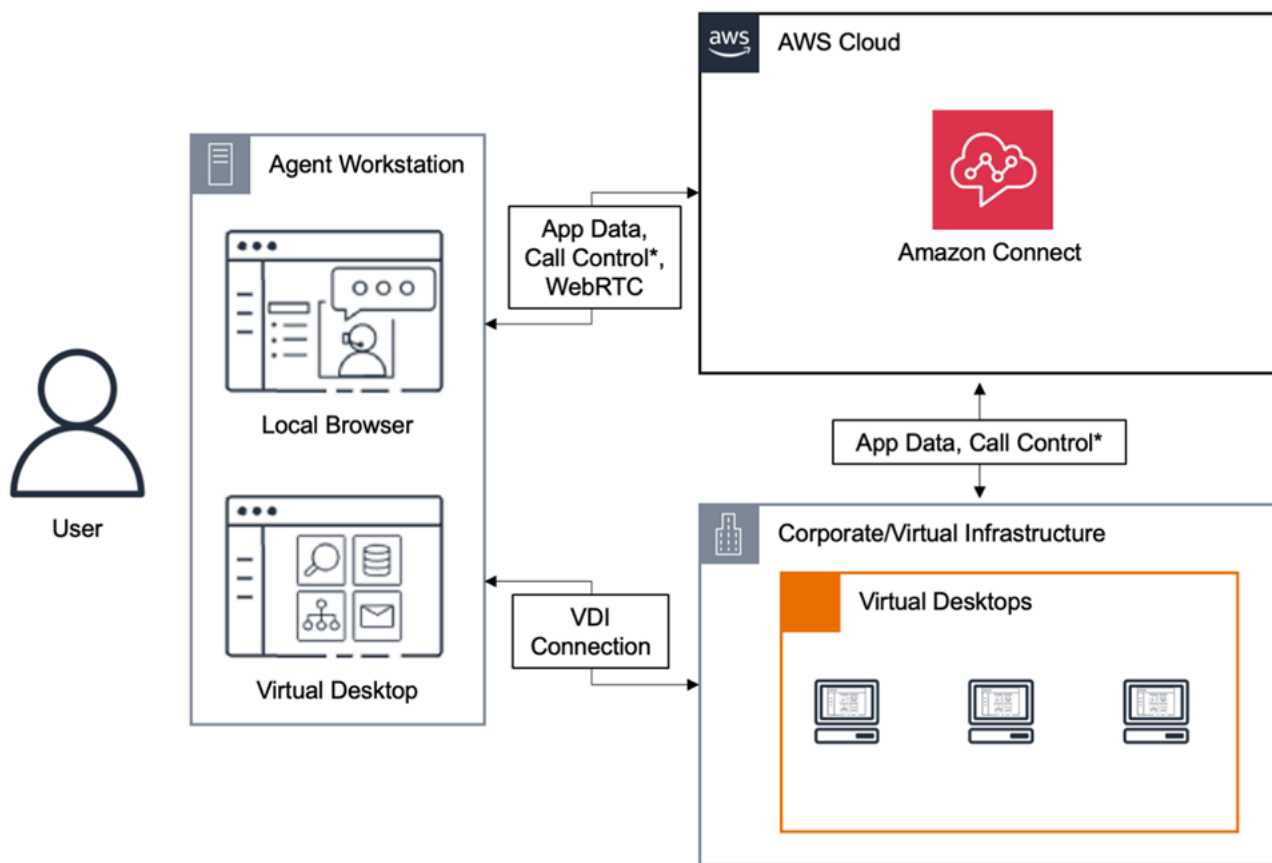 aws
AWS Cloud
Agent Workstation
App Data,
Call Control*,
WebRTC
Amazon Connect
Local Browser
App Data, Call Control*
User
Corporate/Virtual Infrastructure
Virtual Desktops
VDI
Connection
Virtual Desktop